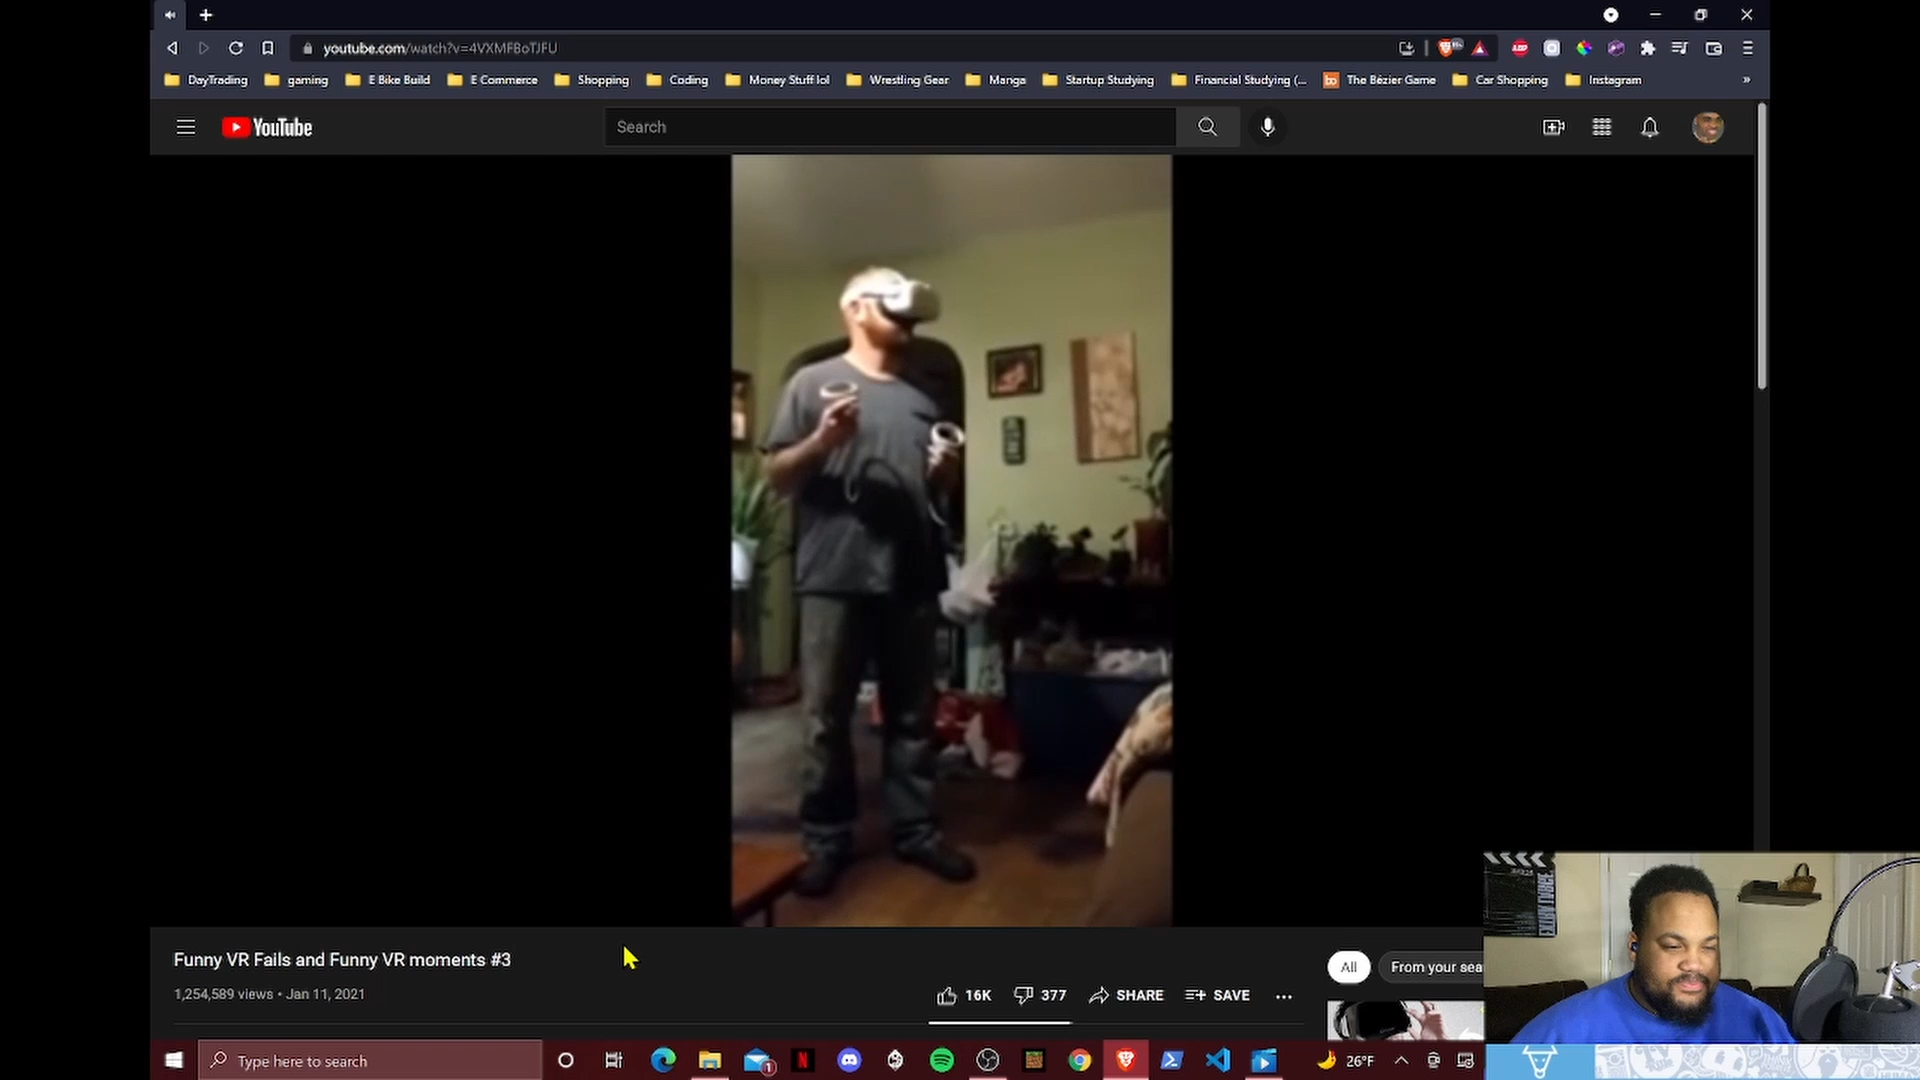 youtube.com/watch?v=4VXMFBoTJFU
DayTrading gaming E Bike Build E Commerce Shopping Coding Money Stuff lol Wrestling Gear Manga Startup Studying Financial Studying (... The Bézier Game Car Shopping Instagram »
YouTube
Search
Funny VR Fails and Funny VR moments #3
1,254,589 views • Jan 11, 2021
16K 377 SHARE SAVE ...
All From your sea
Type here to search
26°F